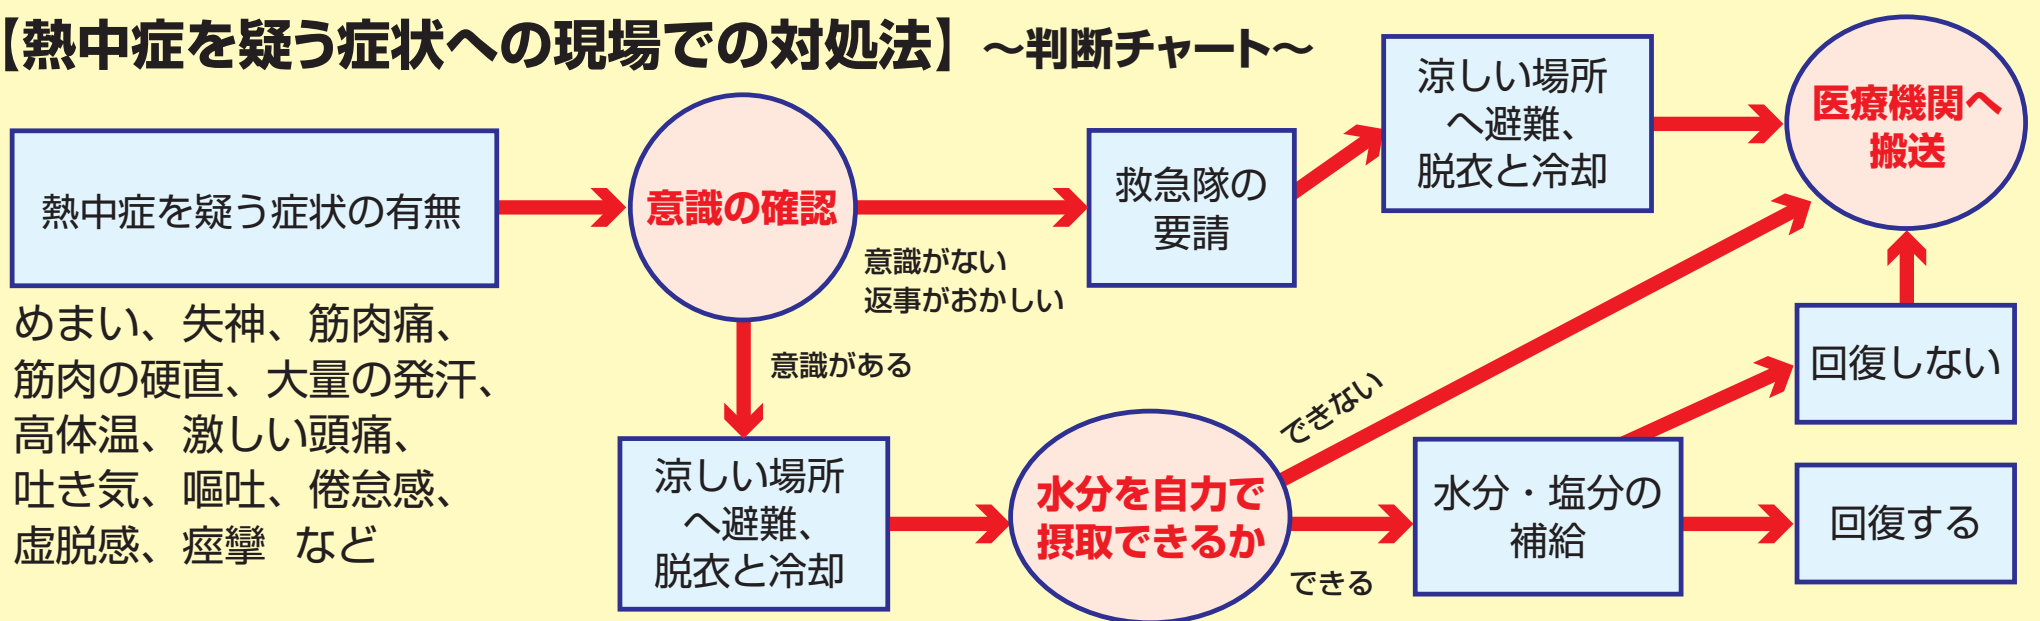 【熱中症を疑う症状への現場での対処法】～判断チャート～
熱中症を疑う症状の有無
めまい、失神、筋肉痛、
筋肉の硬直、大量の発汗、
高体温、激しい頭痛、
吐き気、嘔吐、倦怠感、
虚脱感、痙攣 など
意識の確認
意識がない
返事がおかしい
救急隊の
要請
涼しい場所
へ避難、
脱衣と冷却
医療機関へ
搬送
意識がある
涼しい場所
へ避難、
脱衣と冷却
水分を自力で
摂取できるか
できない
できる
水分・塩分の
補給
回復しない
回復する